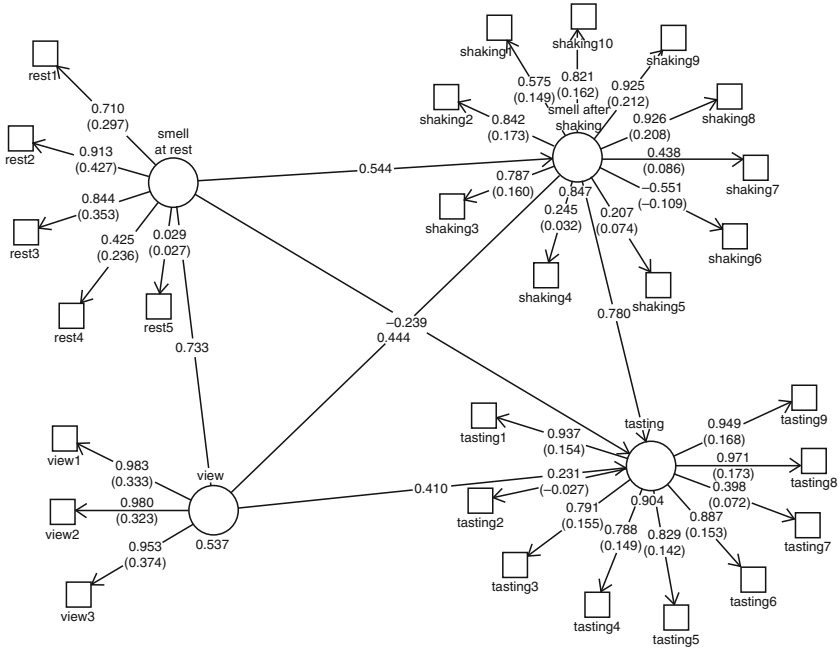 rest1
0.710
(0.297)
rest2
0.913
(0.427)
smell
at rest
0.844
(0.353)
rest3
0.425
(0.236)
rest4
0.029
(0.027)
rest5
0.544
0.733
−0.239
0.444
shaking1
0.575
(0.149)
shaking10
0.821
(0.162)
shaking9
0.925
(0.212)
smell after
shaking
shaking2
0.842
(0.173)
0.926
(0.208)
shaking8
0.438
(0.086)
shaking7
0.787
(0.160)
shaking3
0.847
0.245
(0.032)
shaking4
0.207
(0.074)
shaking5
−0.551
(−0.109)
shaking6
0.780
view1
0.983
(0.333)
view
view2
0.980
(0.323)
0.537
0.953
(0.374)
view3
0.410
tasting
tasting1
0.937
(0.154)
0.949
(0.168)
tasting9
0.971
(0.173)
tasting8
0.231
(−0.027)
tasting2
0.904
0.398
(0.072)
tasting7
0.791
(0.155)
tasting3
0.788
(0.149)
tasting4
0.829
(0.142)
tasting5
0.887
(0.153)
tasting6